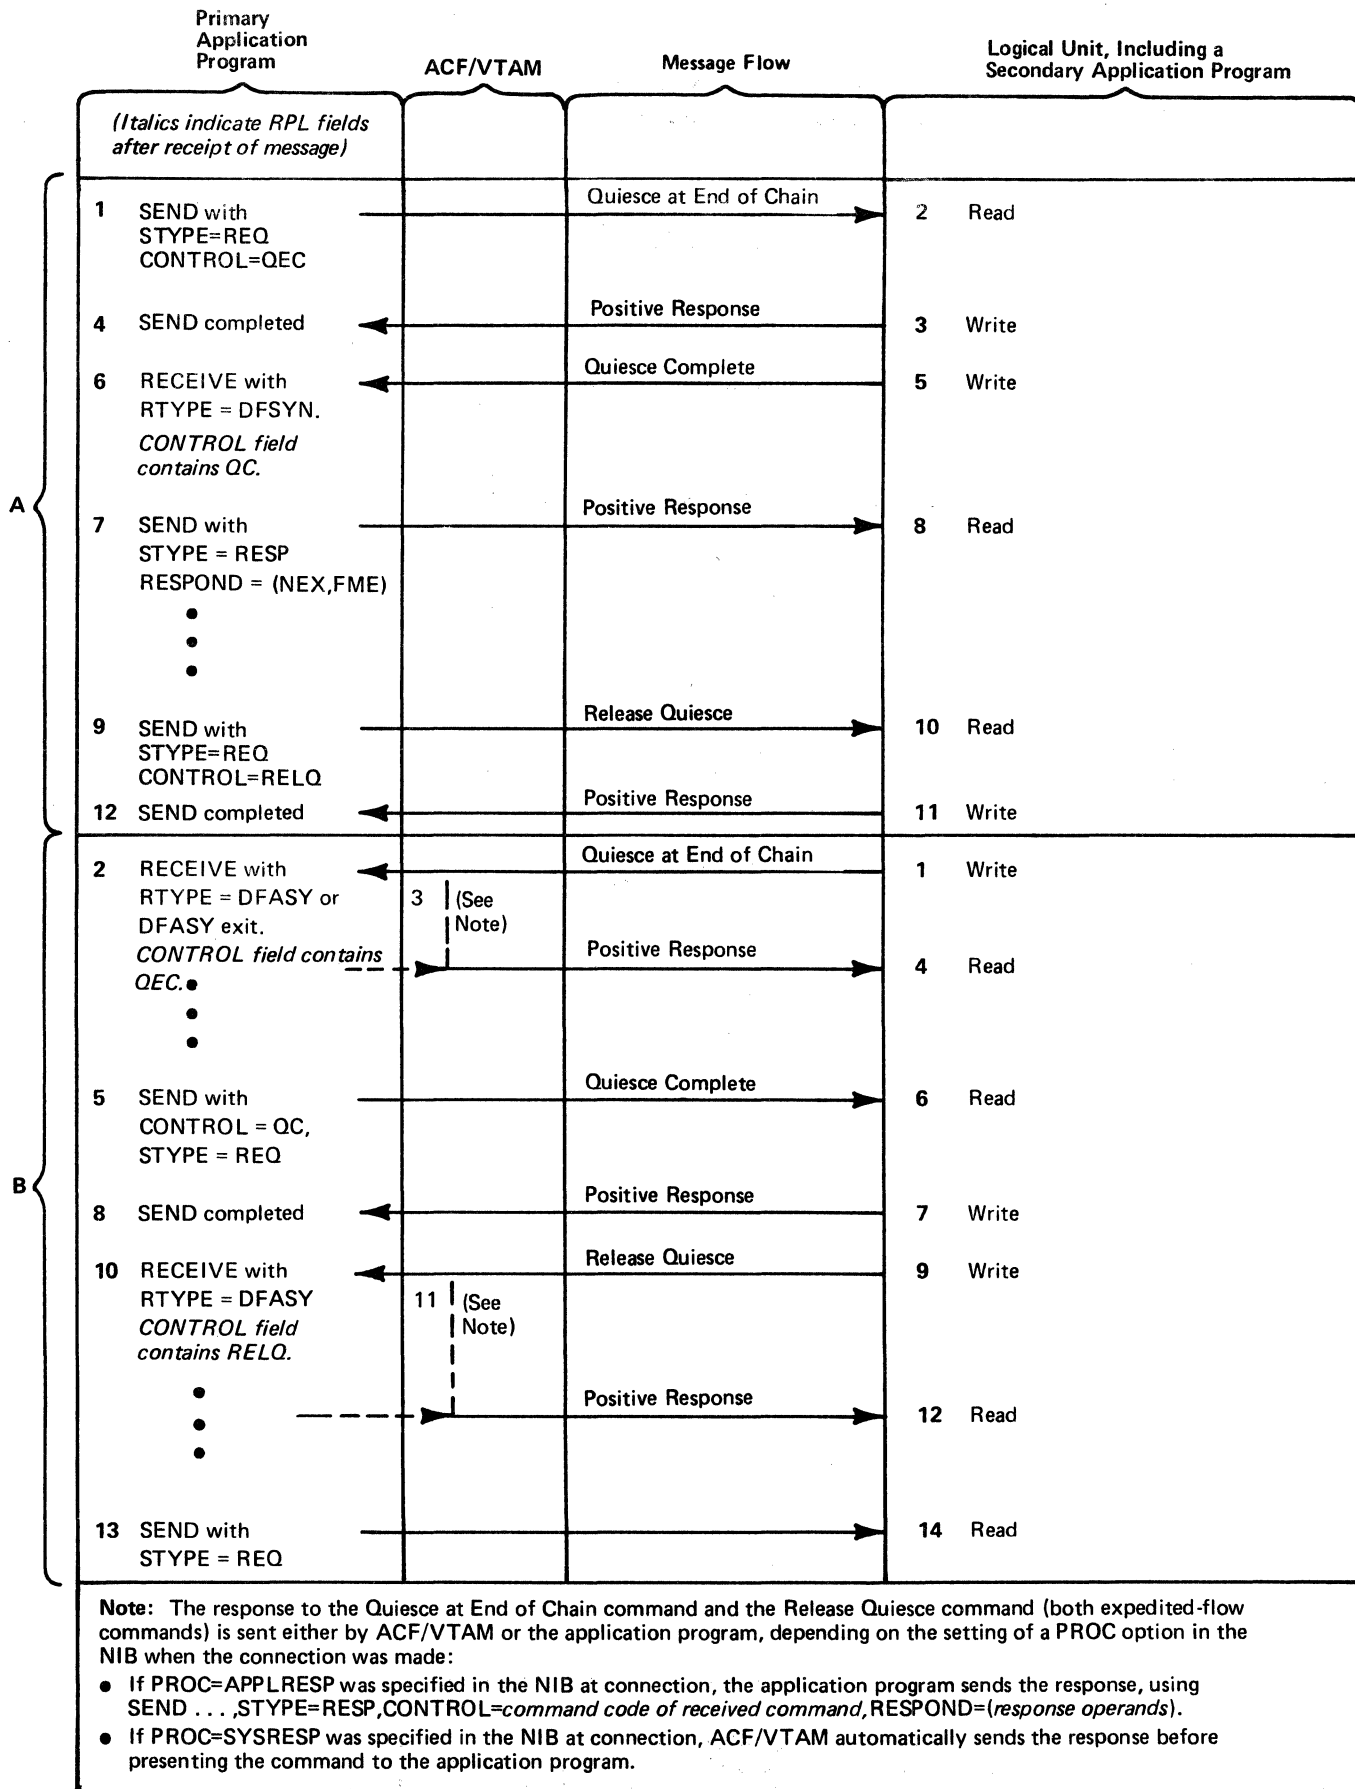 Primary
Application
Program
ACF/VTAM
Message Flow
Logical Unit, Including a
Secondary Application Program
(Italics indicate RPL fields
after receipt of message)
A
1 SEND with
STYPE=REQ
CONTROL=QEC
Quiesce at End of Chain
2 Read
4 SEND completed
Positive Response
3 Write
6 RECEIVE with
RTYPE = DFSYN.
CONTROL field
contains QC.
Quiesce Complete
5 Write
7 SEND with
STYPE = RESP
RESPOND = (NEX,FME)
•
•
•
Positive Response
8 Read
9 SEND with
STYPE=REQ
CONTROL=RELQ
Release Quiesce
10 Read
12 SEND completed
Positive Response
11 Write
B
2 RECEIVE with
RTYPE = DFASY or
DFASY exit.
CONTROL field contains
QEC.•
•
•
Quiesce at End of Chain
1 Write
3 (See
Note)
Positive Response
4 Read
5 SEND with
CONTROL = QC,
STYPE = REQ
Quiesce Complete
6 Read
8 SEND completed
Positive Response
7 Write
10 RECEIVE with
RTYPE = DFASY
CONTROL field
contains RELQ.
•
•
•
Release Quiesce
9 Write
11 (See
Note)
Positive Response
12 Read
13 SEND with
STYPE = REQ
14 Read
Note: The response to the Quiesce at End of Chain command and the Release Quiesce command (both expedited-flow
commands) is sent either by ACF/VTAM or the application program, depending on the setting of a PROC option in the
NIB when the connection was made:
• If PROC=APPLRESP was specified in the NIB at connection, the application program sends the response, using
SEND . . . ,STYPE=RESP,CONTROL=command code of received command,RESPOND=(response operands).
• If PROC=SYSRESP was specified in the NIB at connection, ACF/VTAM automatically sends the response before
presenting the command to the application program.